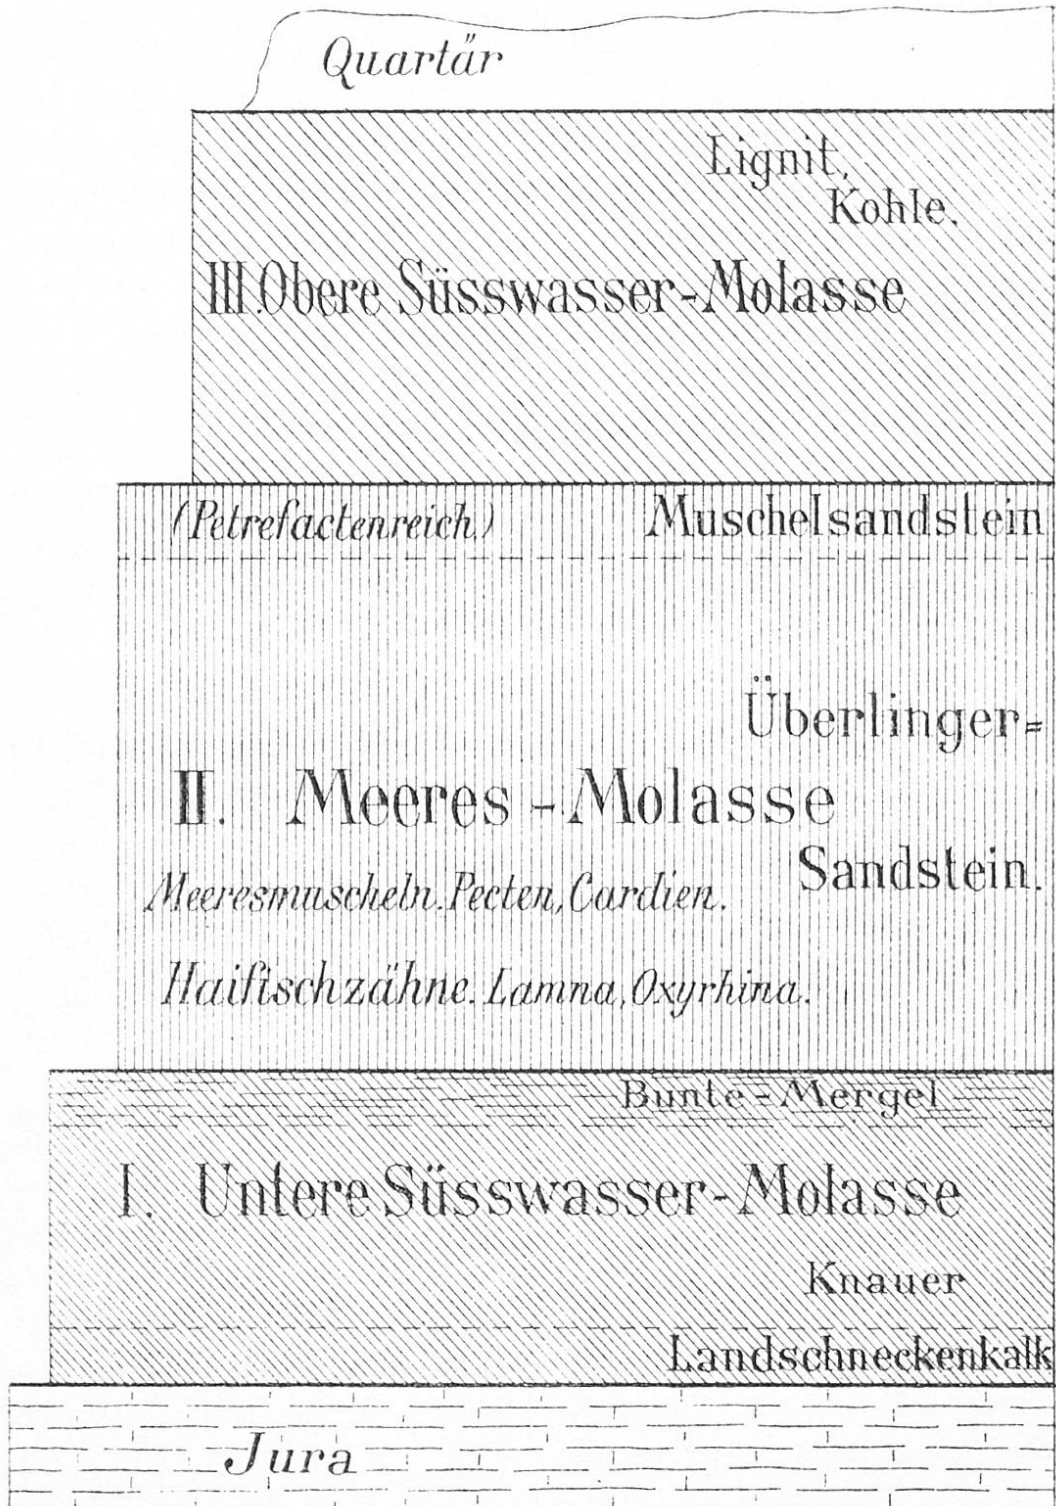 Quartär
Lignit,
Kohle.
III. Obere Süsswasser-Molasse
(Petrefactenreich.) Muschelsandstein
Überlinger=
II. Meeres-Molasse
Sandstein.
Meeresmuscheln. Pecten, Cardien.
Haifischzähne. Lamna, Oxyrhina.
Bunte-Mergel
I. Untere Süsswasser-Molasse
Knauer
Landschneckenkalk
Jura